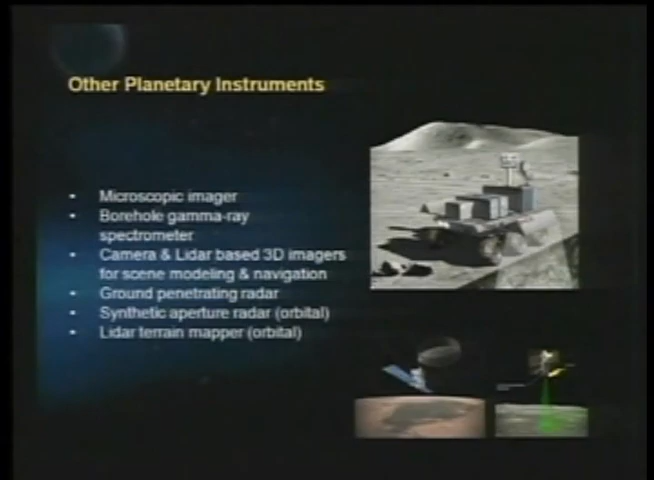 Other Planetary Instruments
• Microscopic imager
• Borehole gamma-ray
spectrometer
• Camera & Lidar based 3D imagers
for scene modeling & navigation
• Ground penetrating radar
• Synthetic aperture radar (orbital)
• Lidar terrain mapper (orbital)